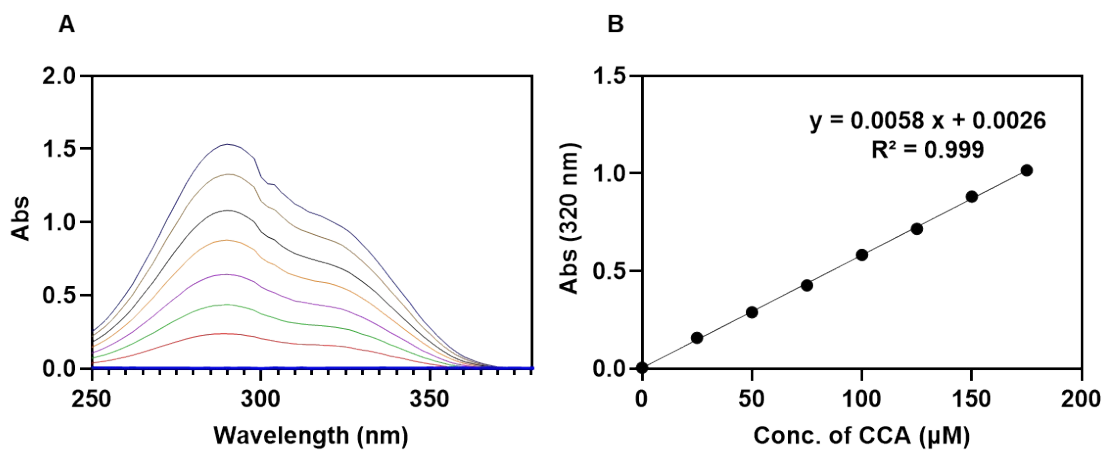 A
2.0
1.5
1.0
0.5
0.0
Abs
250
300
350
Wavelength (nm)
B
1.5
1.0
0.5
0.0
Abs (320 nm)
y = 0.0058 x + 0.0026
R² = 0.999
0
50
100
150
200
Conc. of CCA (µM)